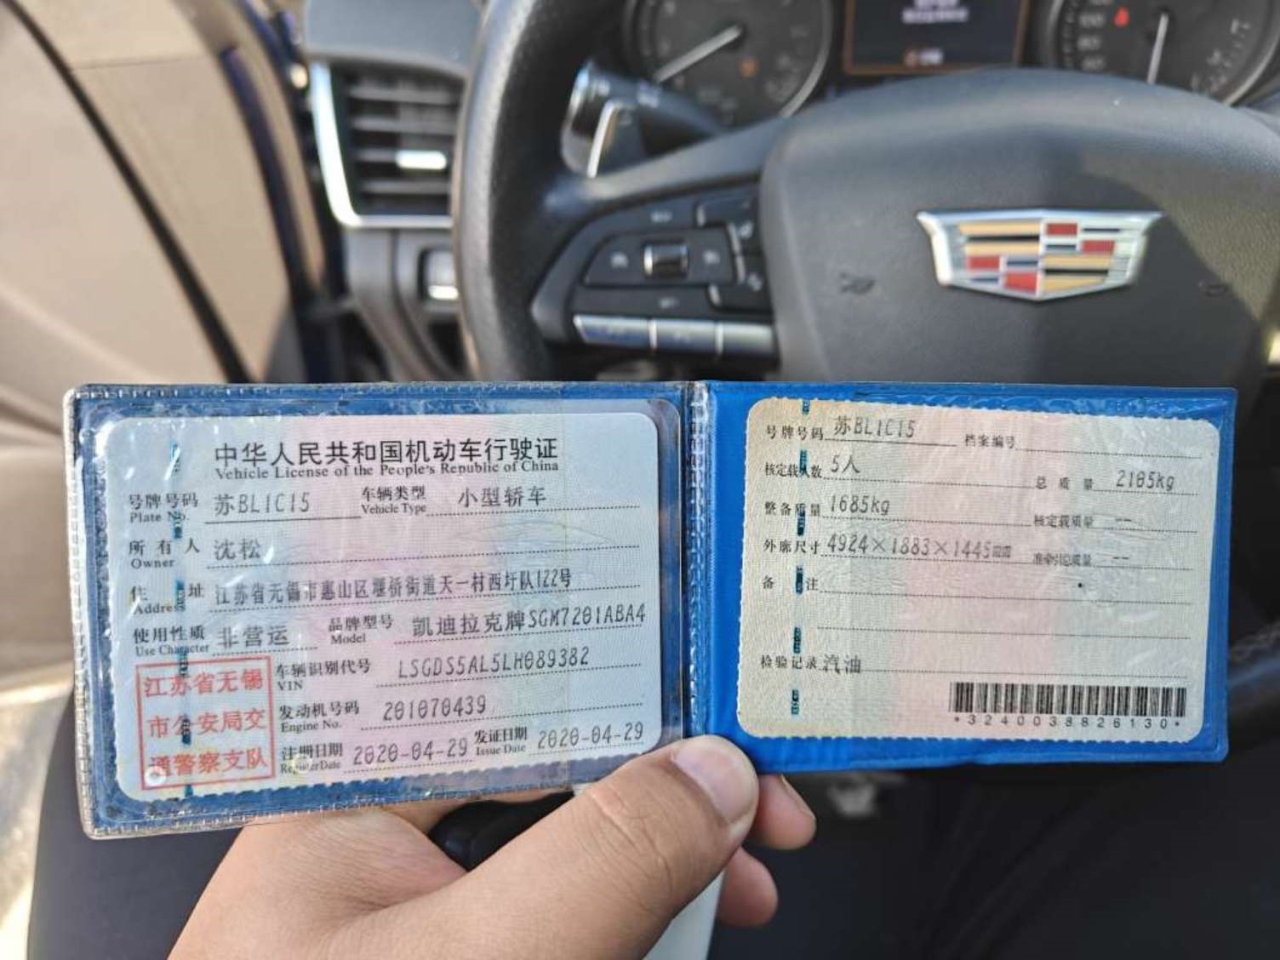 中华人民共和国机动车行驶证
Vehicle License of the People's Republic of China
号牌号码 苏BL1C15 车辆类型 小型轿车
Plate No. Vehicle Type
所有人 沈松
Owner
住址 江苏省无锡市惠山区堰桥街道天一村西圩队122号
Address
使用性质 非营运 品牌型号 凯迪拉克牌SGM7201ABA4
Use Character Model
车辆识别代号 LSGDS5AL5LH089382
VIN
发动机号码 201070439
Engine No.
注册日期 2020-04-29 发证日期 2020-04-29
Register Date Issue Date
江苏省无锡
市公安局交
通警察支队
号牌号码 苏BL1C15 档案编号
核定载人数 5人 总质量 2185kg
整备质量 1685kg 核定载质量 --
外廓尺寸 4924×1883×1445mm 准牵引总质量 --
备注
检验记录 汽油
*3240038826130*